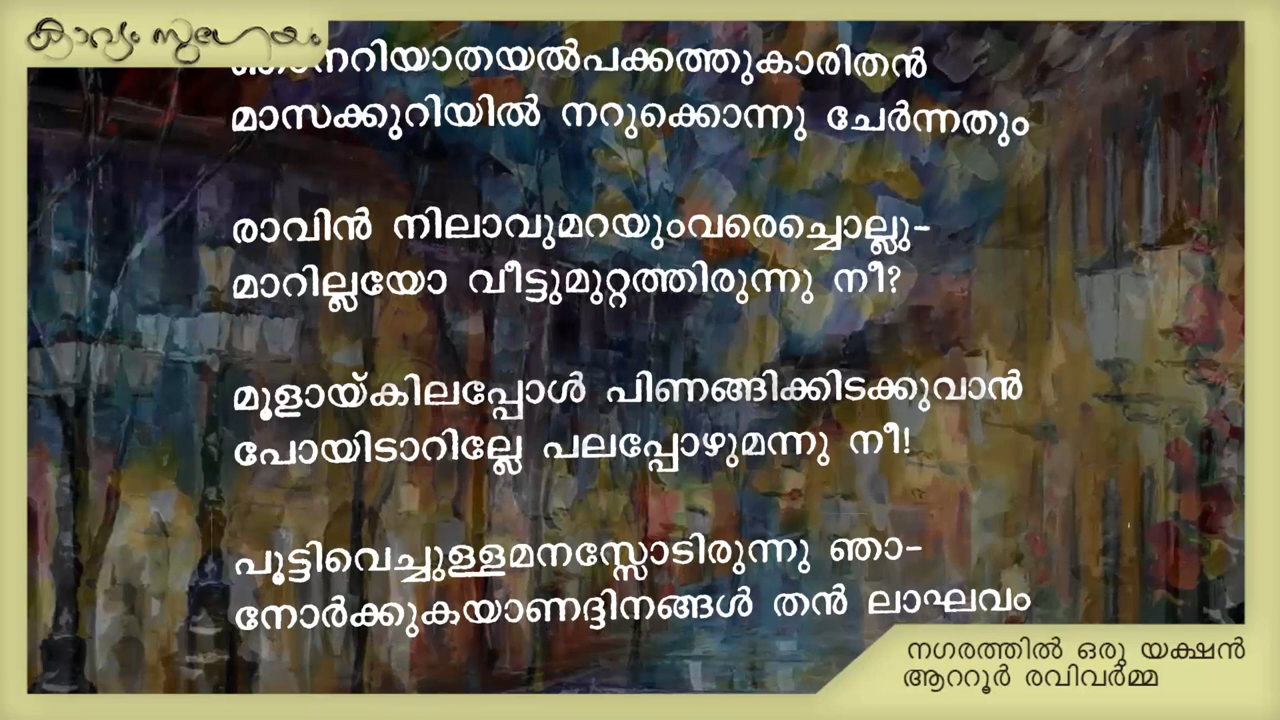 കാവ്യം സുഗേയം
ഞാനറിയാതയൽപക്കത്തുകാരിതൻ
മാസക്കുറിയിൽ നറുക്കൊന്നു ചേർന്നതും
രാവിൻ നിലാവുമറയുംവരെച്ചൊല്ലു-
മാറില്ലയോ വീട്ടുമുറ്റത്തിരുന്നു നീ?
മൂളായ്കിലപ്പോൾ പിണങ്ങിക്കിടക്കുവാൻ
പോയിടാറില്ലേ പലപ്പോഴുമന്നു നീ!
പൂട്ടിവെച്ചുള്ളമനസ്സോടിരുന്നു ഞാ-
നോർക്കുകയാണദ്ദിനങ്ങൾ തൻ ലാഘവം
നഗരത്തിൽ ഒരു യക്ഷൻ
ആററൂർ രവിവർമ്മ